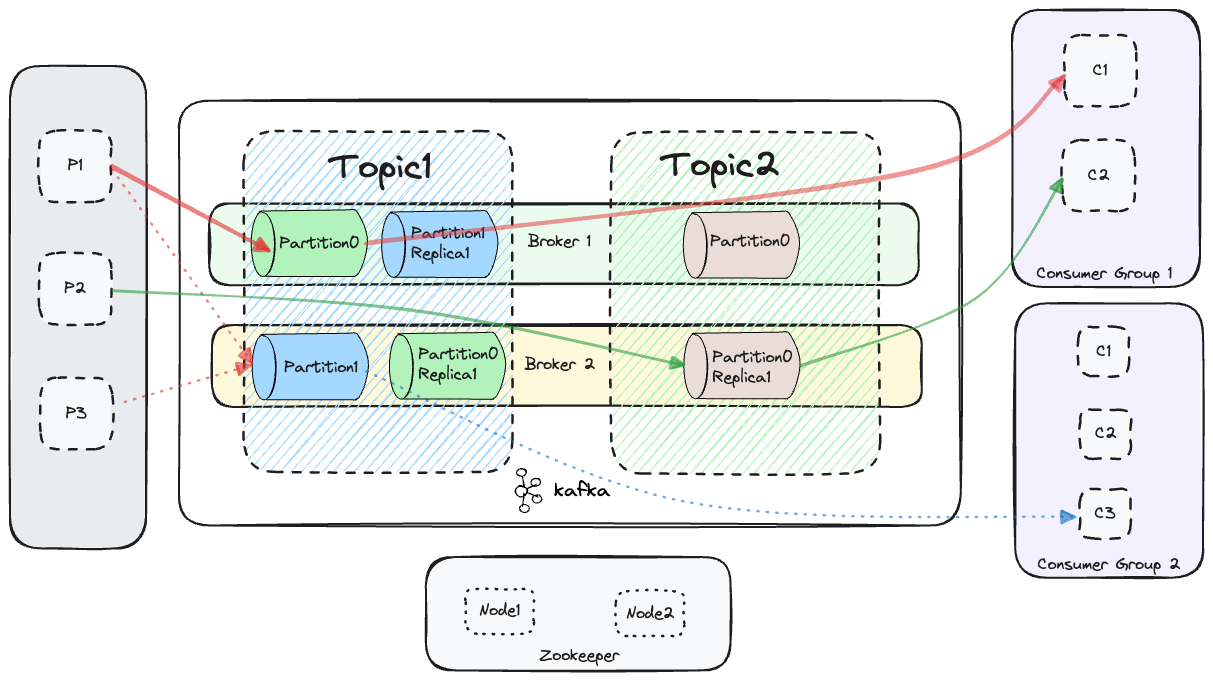 P1
P2
P3
Topic1
Topic2
Partition0
Partition1
Replica1
Broker 1
Partition0
Partition1
Partition0
Replica1
Broker 2
Partition0
Replica1
kafka
C1
C2
Consumer Group 1
C1
C2
C3
Consumer Group 2
Node1
Node2
Zookeeper